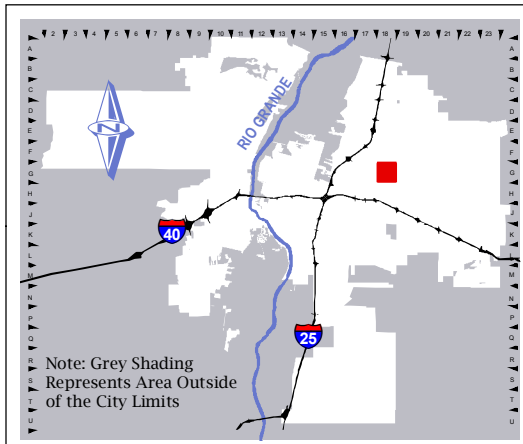 2 3 4 5 6 7 8 9 10 11 12 13 14 15 16 17 18 19 20 21 22 23
A A
B B
C C
D D
E E
F F
G G
H H
J J
K K
L L
M M
N N
P P
Q Q
R R
S S
T T
U U
N
RIO GRANDE
40
25
Note: Grey Shading
Represents Area Outside
of the City Limits